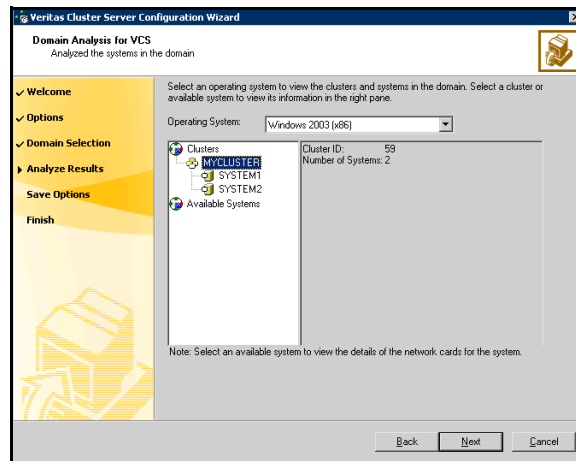 Veritas Cluster Server Configuration Wizard
Domain Analysis for VCS
Analyzed the systems in the domain
Welcome
Options
Domain Selection
Analyze Results
Save Options
Finish
Select an operating system to view the clusters and systems in the domain. Select a cluster or
available system to view its information in the right pane.
Operating System: Windows 2003 (x86)
Clusters
MYCLUSTER
SYSTEM1
SYSTEM2
Available Systems
Cluster ID: 59
Number of Systems: 2
Note: Select an available system to view the details of the network cards for the system.
Back Next Cancel